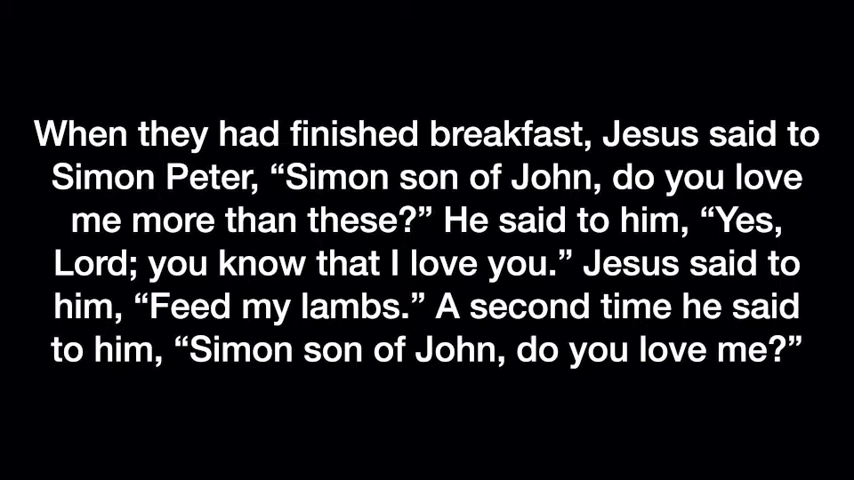 When they had finished breakfast, Jesus said to
Simon Peter, “Simon son of John, do you love
me more than these?” He said to him, “Yes,
Lord; you know that I love you.” Jesus said to
him, “Feed my lambs.” A second time he said
to him, “Simon son of John, do you love me?”